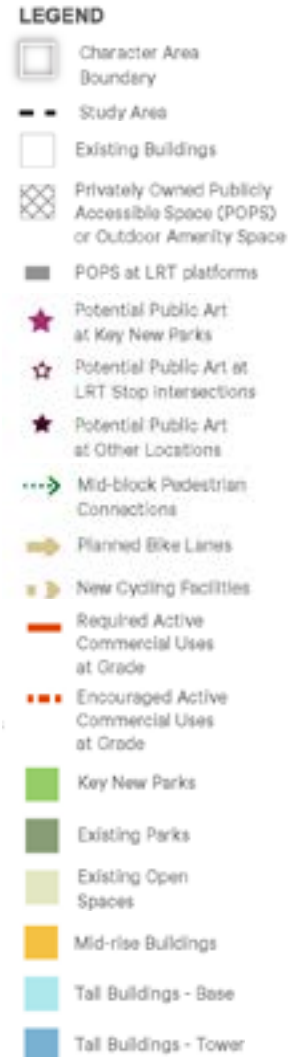 LEGEND
Character Area
Boundary
Study Area
Existing Buildings
Privately Owned Publicly
Accessible Space (POPS)
or Outdoor Amenity Space
POPS at LRT platforms
Potential Public Art
at Key New Parks
Potential Public Art at
LRT Stop Intersections
Potential Public Art
at Other Locations
Mid-block Pedestrian
Connections
Planned Bike Lanes
New Cycling Facilities
Required Active
Commercial Uses
at Grade
Encouraged Active
Commercial Uses
at Grade
Key New Parks
Existing Parks
Existing Open
Spaces
Mid-rise Buildings
Tall Buildings - Base
Tall Buildings - Tower